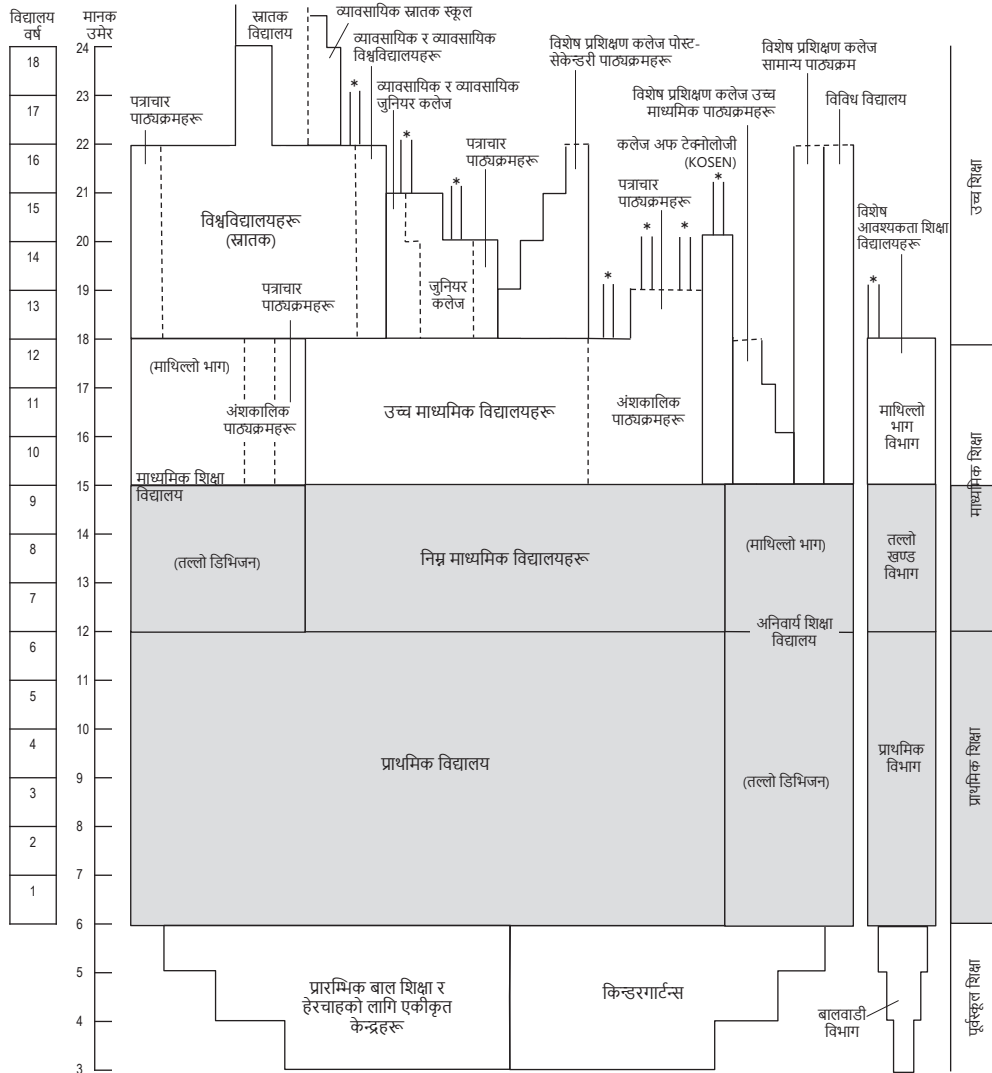 विद्यालय
वर्ष
मानक
उमेर
18
17
16
15
14
13
12
11
10
9
8
7
6
5
4
3
2
1
24
23
22
21
20
19
18
17
16
15
14
13
12
11
10
9
8
7
6
5
4
3
स्नातक
विद्यालय
व्यावसायिक स्नातक स्कूल
व्यावसायिक र व्यावसायिक
विश्वविद्यालयहरू
व्यावसायिक र व्यावसायिक
जुनियर कलेज
विशेष प्रशिक्षण कलेज पोस्ट-
सेकेन्डरी पाठ्यक्रमहरू
विशेष प्रशिक्षण कलेज
सामान्य पाठ्यक्रम
विशेष प्रशिक्षण कलेज उच्च
माध्यमिक पाठ्यक्रमहरू
विविध विद्यालय
पत्राचार
पाठ्यक्रमहरू
पत्राचार
पाठ्यक्रमहरू
कलेज अफ टेक्नोलोजी
(KOSEN)
पत्राचार
पाठ्यक्रमहरू
विशेष
आवश्यकता शिक्षा
विद्यालयहरू
* * * * * * * *
विश्वविद्यालयहरू
(स्नातक)
पत्राचार
पाठ्यक्रमहरू
जुनियर
कलेज
(माथिल्लो भाग)
अंशकालिक
पाठ्यक्रमहरू
उच्च माध्यमिक विद्यालयहरू
अंशकालिक
पाठ्यक्रमहरू
माथिल्लो
भाग
विभाग
माध्यमिक शिक्षा
विद्यालय
(तल्लो डिभिजन)
निम्न माध्यमिक विद्यालयहरू
(माथिल्लो भाग)
तल्लो
खण्ड
विभाग
अनिवार्य शिक्षा
विद्यालय
प्राथमिक विद्यालय
(तल्लो डिभिजन)
प्राथमिक
विभाग
प्रारम्भिक बाल शिक्षा र
हेरचाहको लागि एकीकृत
केन्द्रहरू
किन्डरगार्टन्स
बालवाडी
विभाग
उच्च शिक्षा
माध्यमिक शिक्षा
प्राथमिक शिक्षा
पूर्वस्कूल शिक्षा